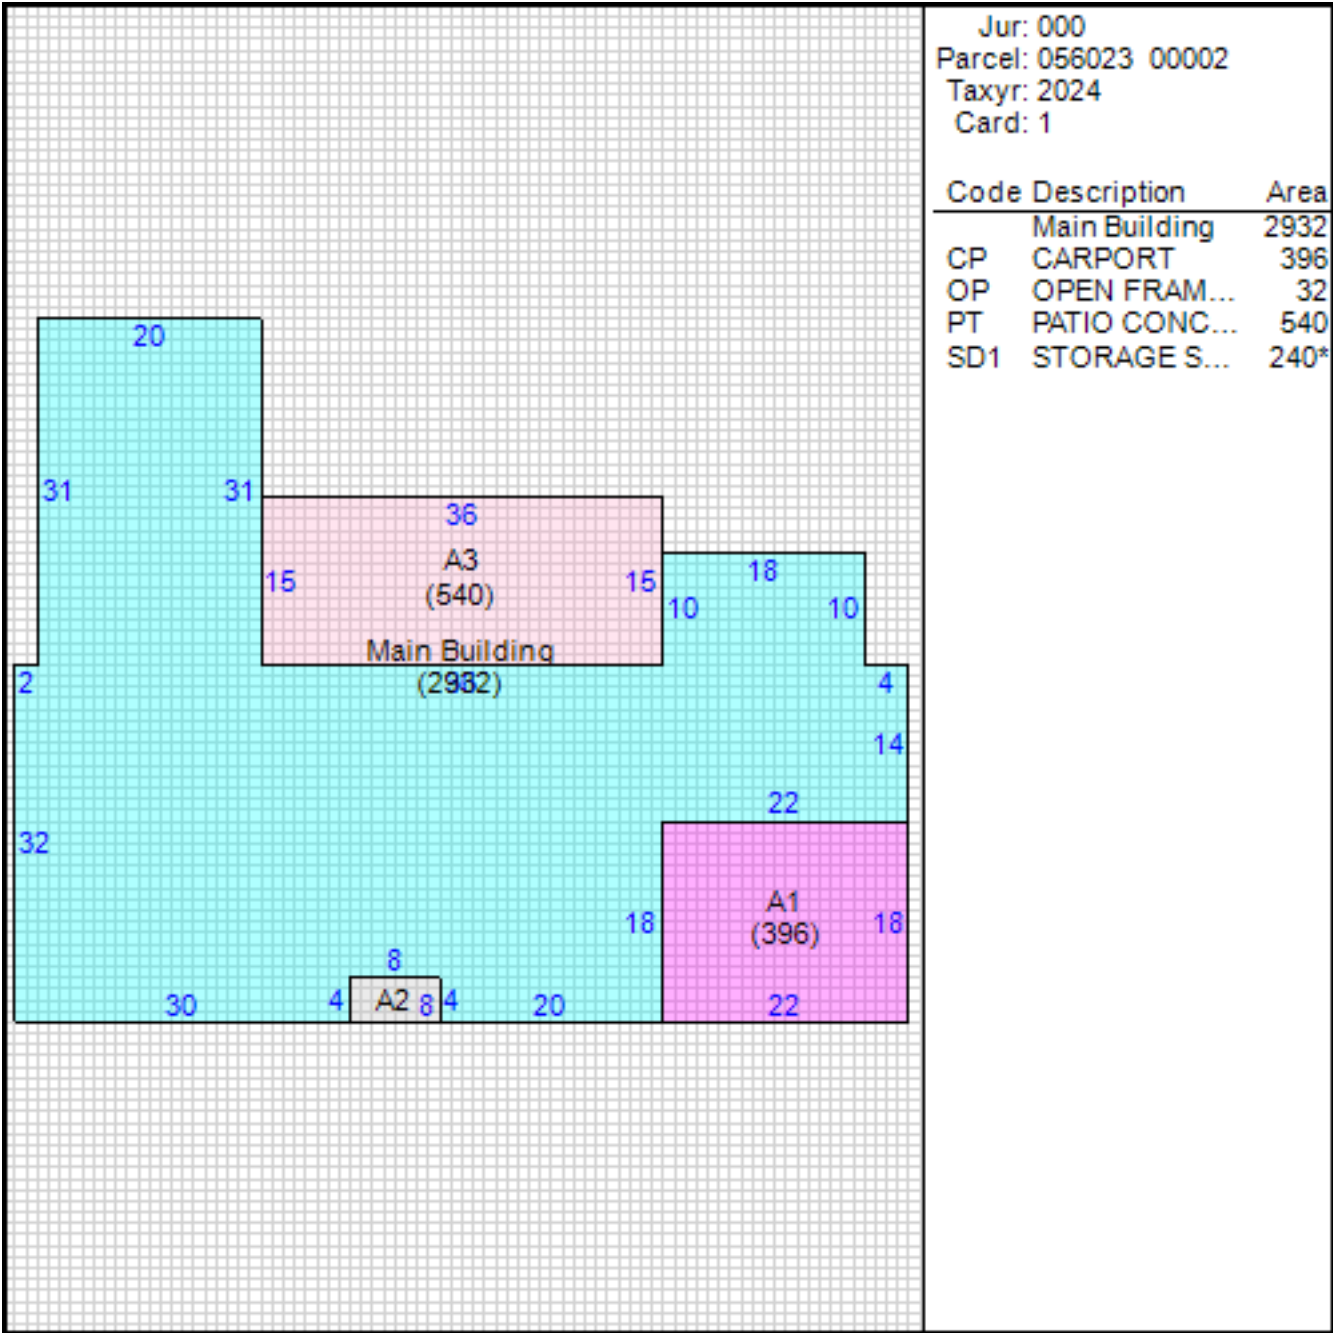 Jur: 000
Parcel: 056023 00002
Taxyr: 2024
Card: 1
Code Description Area
Main Building 2932
CP CARPORT 396
OP OPEN FRAM... 32
PT PATIO CONC... 540
SD1 STORAGE S... 240*
20
31 31
36
A3
15 15
(540)
18
10 10
Main Building
2 (2932) 4
14
22
32
A1
18 18
(396)
8
30 4 A2 8 4 20 22